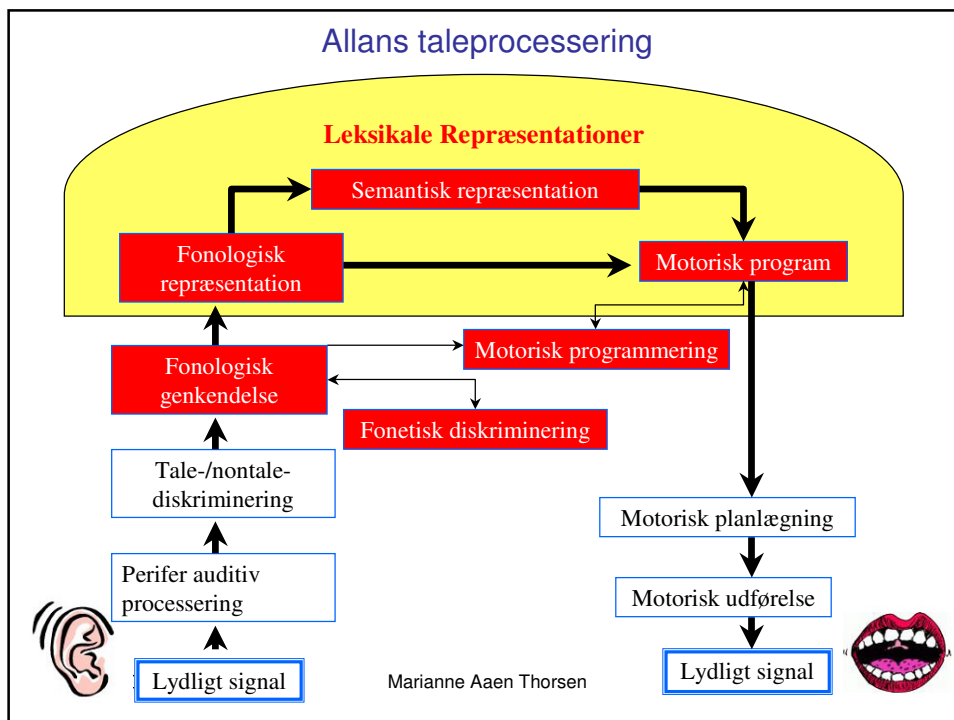 Allans taleprocessering
Leksikale Repræsentationer
Semantisk repræsentation
Fonologisk
repræsentation
Motorisk program
Motorisk programmering
Fonologisk
genkendelse
Fonetisk diskriminering
Tale-/nontale-
diskriminering
Motorisk planlægning
Perifer auditiv
processering
Motorisk udførelse
Lydligt signal
Marianne Aaen Thorsen
Lydligt signal